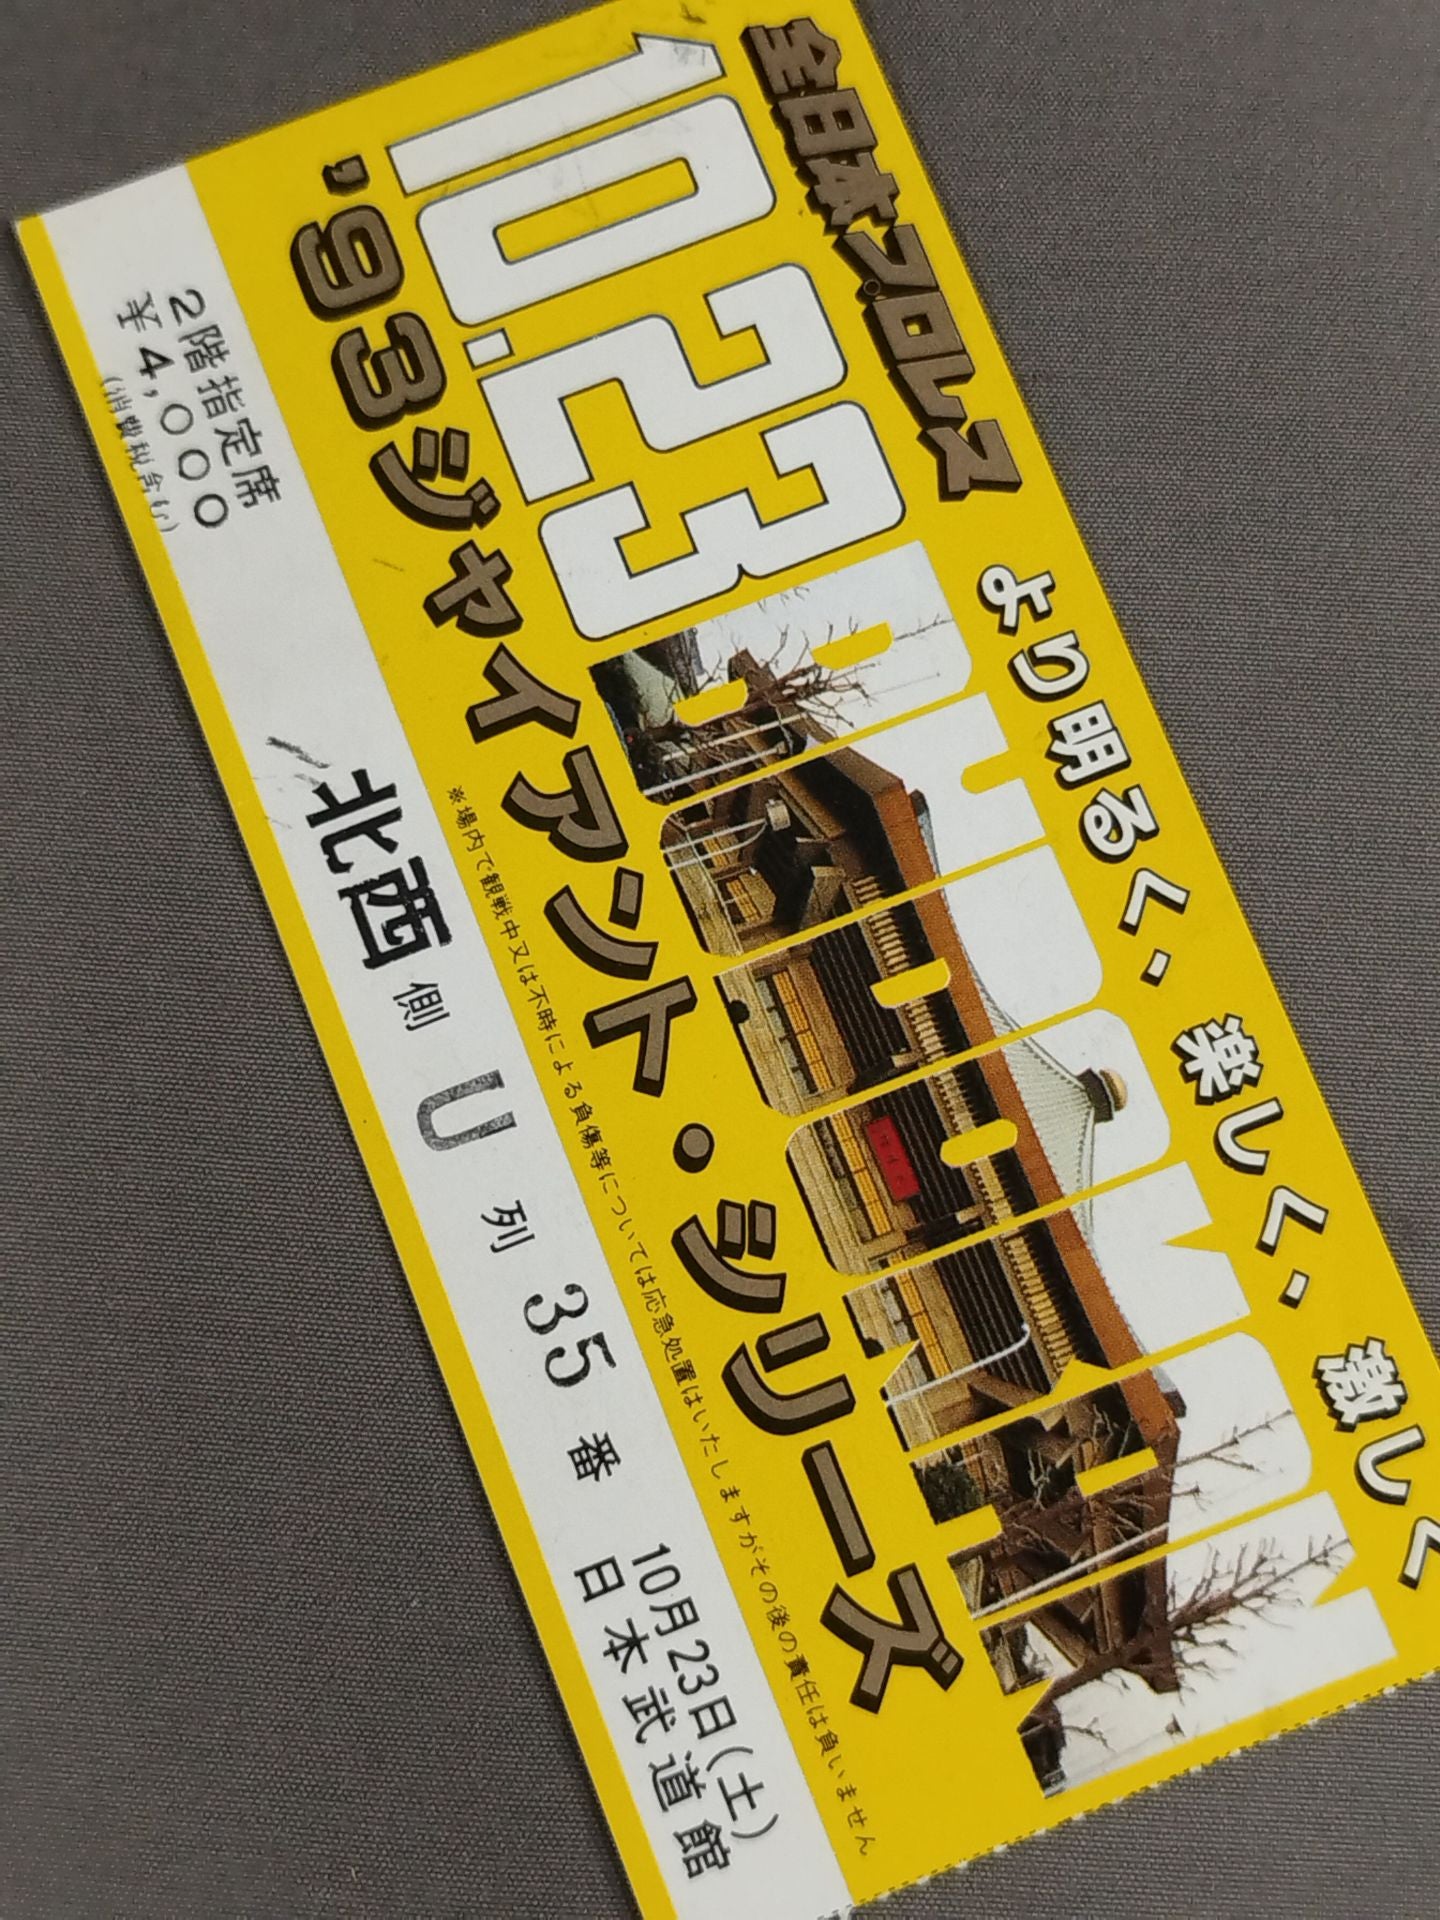 全日本プロレス
より明るく、楽しく、激しく
10.23
BUDOKAN
'93ジャイアント・シリーズ
※場内で観戦中又は不時による負傷等については応急処置はいたしますがその後の責任は負いません
2階指定席
¥4,000
(消費税含む)
北西側 U列 35番
10月23日(土)
日本武道館